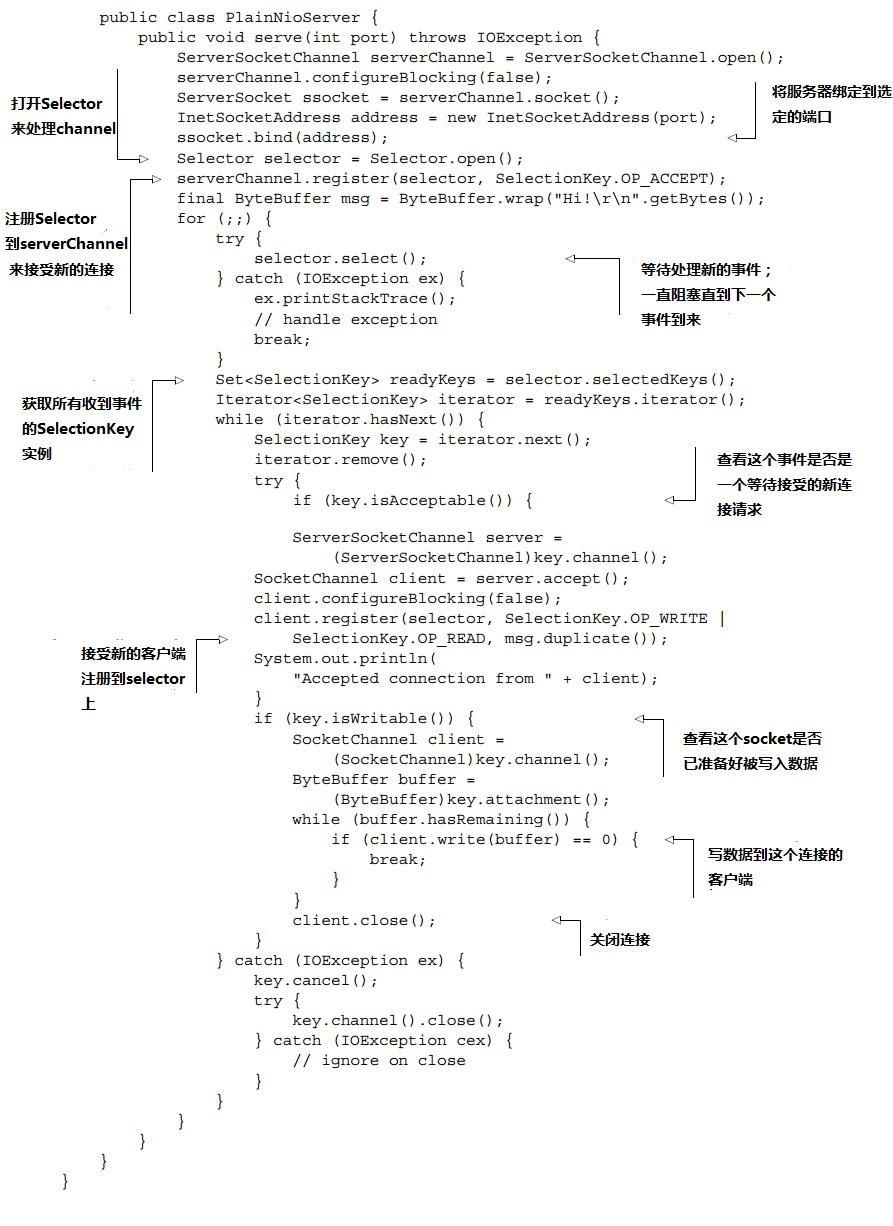 public class PlainNioServer {
public void serve(int port) throws IOException {
ServerSocketChannel serverChannel = ServerSocketChannel.open();
serverChannel.configureBlocking(false);
ServerSocket ssocket = serverChannel.socket();
InetSocketAddress address = new InetSocketAddress(port);
ssocket.bind(address);
将服务器绑定到选
定的端口
打开Selector
来处理channel
Selector selector = Selector.open();
serverChannel.register(selector, SelectionKey.OP_ACCEPT);
注册Selector
到serverChannel
来接受新的连接
final ByteBuffer msg = ByteBuffer.wrap("Hi!\r\n".getBytes());
for (;;) {
try {
selector.select();
等待处理新的事件；
一直阻塞直到下一个
事件到来
} catch (IOException ex) {
ex.printStackTrace();
// handle exception
break;
}
Set<SelectionKey> readyKeys = selector.selectedKeys();
获取所有收到事件
的SelectionKey
实例
Iterator<SelectionKey> iterator = readyKeys.iterator();
while (iterator.hasNext()) {
SelectionKey key = iterator.next();
iterator.remove();
try {
if (key.isAcceptable()) {
查看这个事件是否是
一个等待接受的新连
接请求
ServerSocketChannel server =
(ServerSocketChannel)key.channel();
SocketChannel client = server.accept();
client.configureBlocking(false);
client.register(selector, SelectionKey.OP_WRITE |
SelectionKey.OP_READ, msg.duplicate());
接受新的客户端
注册到selector
上
System.out.println(
"Accepted connection from " + client);
}
if (key.isWritable()) {
查看这个socket是否
已准备好被写入数据
SocketChannel client =
(SocketChannel)key.channel();
ByteBuffer buffer =
(ByteBuffer)key.attachment();
while (buffer.hasRemaining()) {
if (client.write(buffer) == 0) {
写数据到这个连接的
客户端
break;
}
}
client.close();
关闭连接
}
} catch (IOException ex) {
key.cancel();
try {
key.channel().close();
} catch (IOException cex) {
// ignore on close
}
}
}
}
}
}